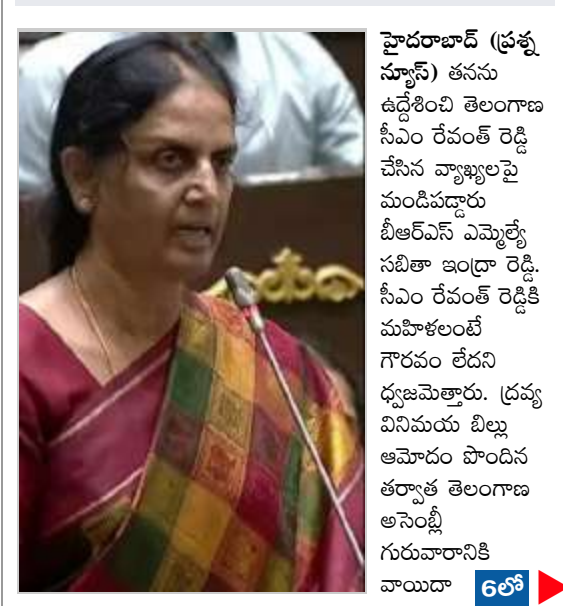 హైదరాబాద్ (ప్రశ్న
న్యూస్) తనను
ఉద్దేశించి తెలంగాణ
సీఎం రేవంత్ రెడ్డి
చేసిన వ్యాఖ్యలపై
మండిపడ్డారు
బీఆర్ఎస్ ఎమ్మెల్యే
సబితా ఇంద్రా రెడ్డి.
సీఎం రేవంత్ రెడ్డికి
మహిళలంటే
గౌరవం లేదని
ధ్వజమెత్తారు. ద్రవ్య
వినిమయ బిల్లు
ఆమోదం పొందిన
తర్వాత తెలంగాణ
అసెంబ్లీ
గురువారానికి
వాయిదా 6లో